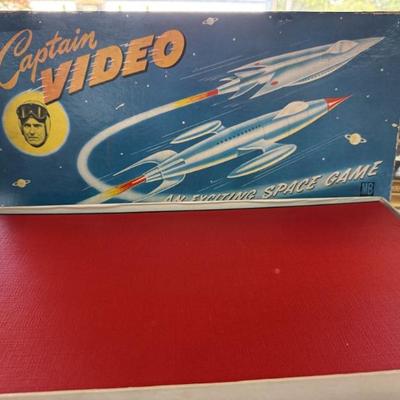 Captain
VIDEO
AN EXCITING SPACE GAME
MB